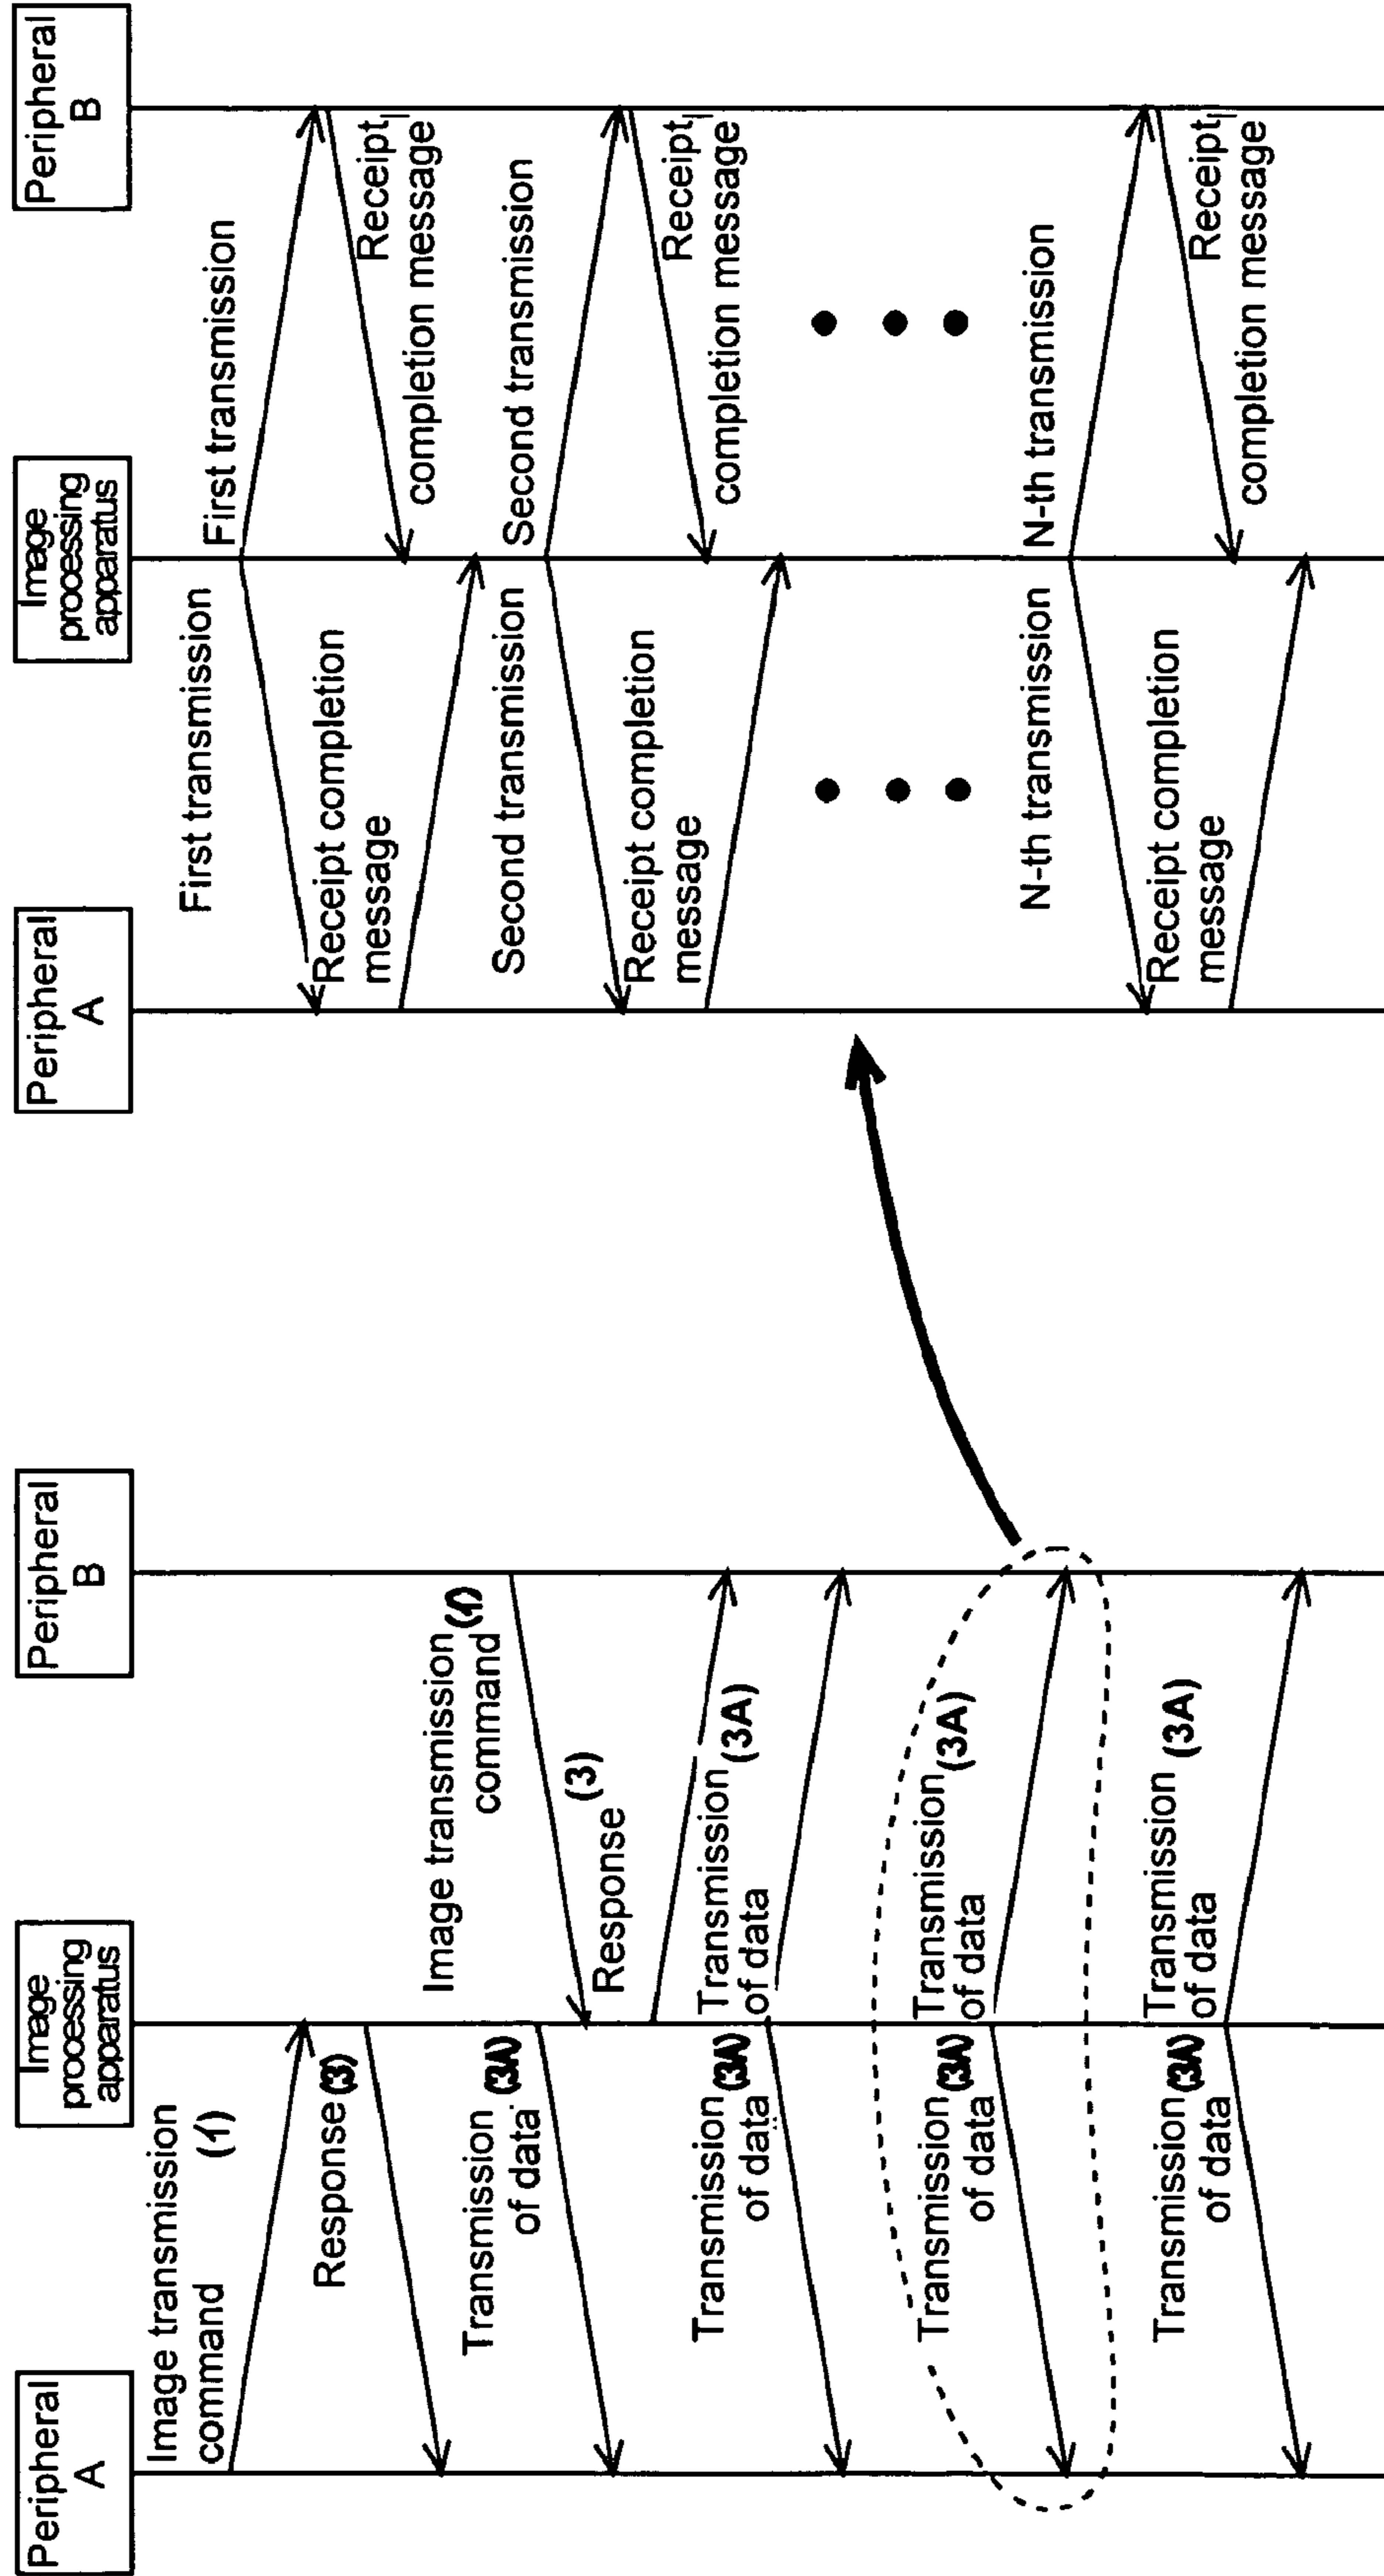 Peripheral
A
Image
processing
apparatus
Peripheral
B
Image transmission
command
(1)
Response (3)
Image transmission (1)
command
Transmission (3A)
of data
(3)
Response
Transmission (3A)
of data
Transmission (3A)
of data
Transmission (3A)
of data
Transmission (3A)
of data
Transmission (3A)
of data
Transmission (3A)
of data
Peripheral
A
Image
processing
apparatus
Peripheral
B
First transmission
First transmission
Receipt completion
message
Receipt
completion message
Second transmission
Second transmission
Receipt completion
message
Receipt
completion message
N-th transmission
N-th transmission
Receipt completion
message
Receipt
completion message